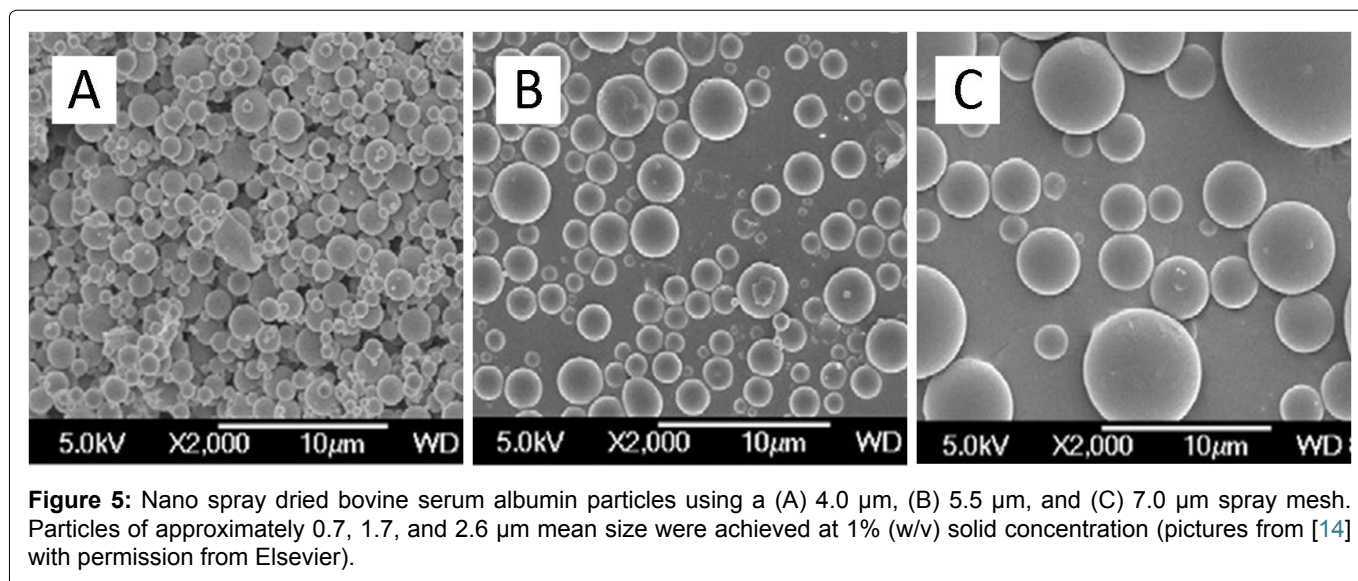 A
B
C
5.0kV X2,000 10µm WD
5.0kV X2,000 10µm WD
5.0kV X2,000 10µm WD
Figure 5: Nano spray dried bovine serum albumin particles using a (A) 4.0 µm, (B) 5.5 µm, and (C) 7.0 µm spray mesh.
Particles of approximately 0.7, 1.7, and 2.6 µm mean size were achieved at 1% (w/v) solid concentration (pictures from [14]
with permission from Elsevier).